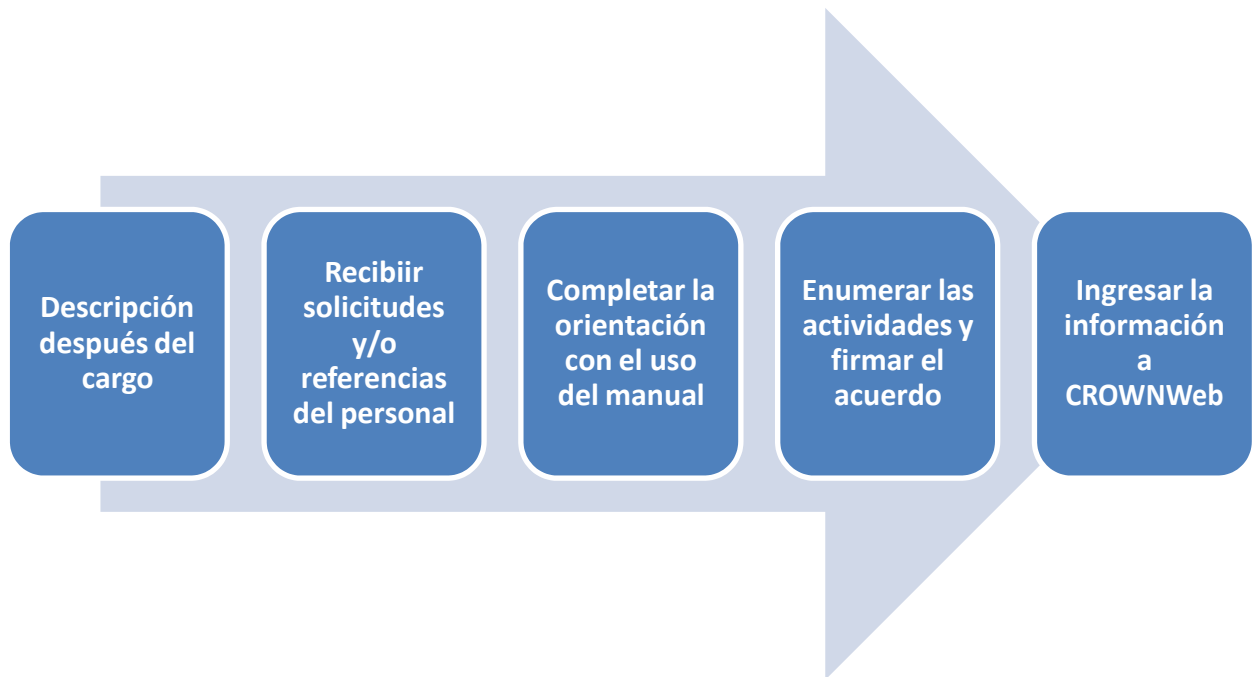 Descripción
después del
cargo
Recibiir
solicitudes
y/o
referencias
del personal
Completar la
orientación
con el uso
del manual
Enumerar las
actividades y
firmar el
acuerdo
Ingresar la
información
a
CROWNWeb